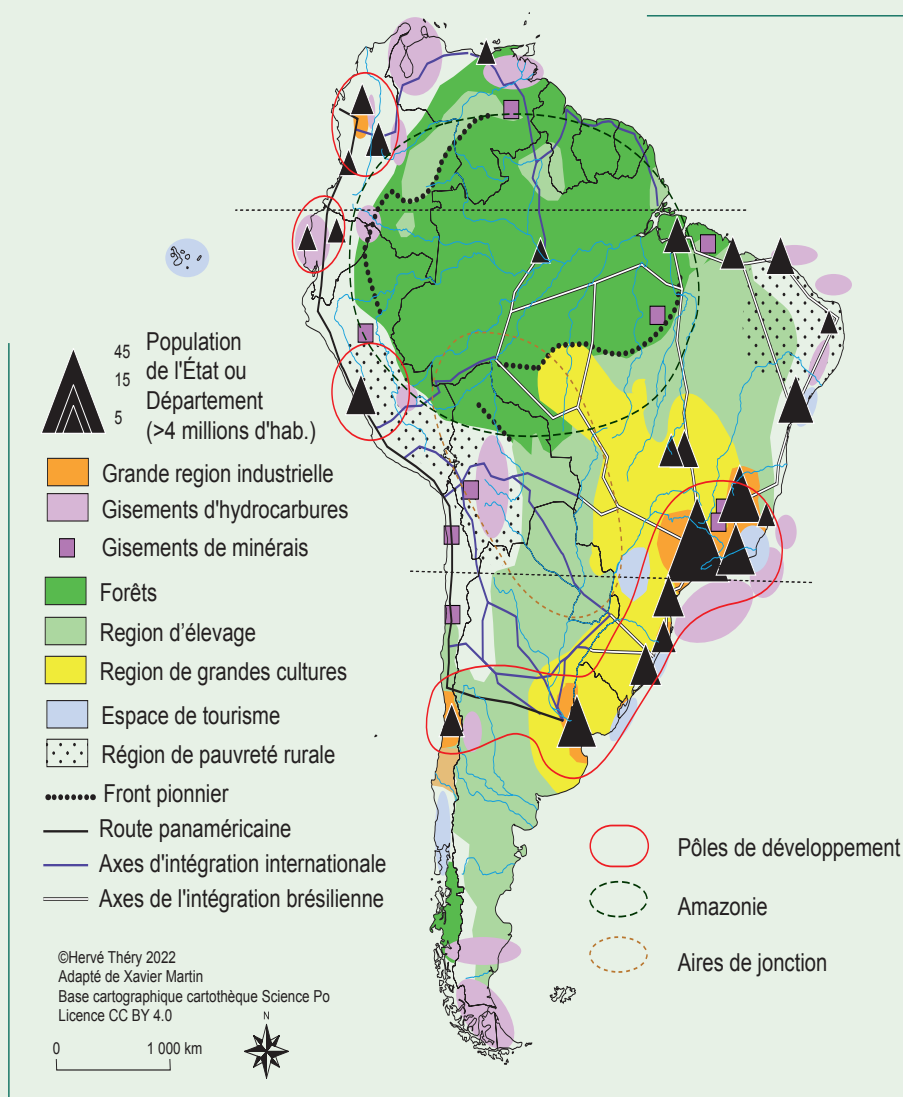 45
15
5
Population
de l'État ou
Département
(>4 millions d'hab.)
Grande region industrielle
Gisements d'hydrocarbures
Gisements de minérais
Forêts
Region d'élevage
Region de grandes cultures
Espace de tourisme
Région de pauvreté rurale
Front pionnier
Route panaméricaine
Axes d'intégration internationale
Axes de l'intégration brésilienne
Pôles de développement
Amazonie
Aires de jonction
©Hervé Théry 2022
Adapté de Xavier Martin
Base cartographique cartothèque Science Po
Licence CC BY 4.0
0 1 000 km
N